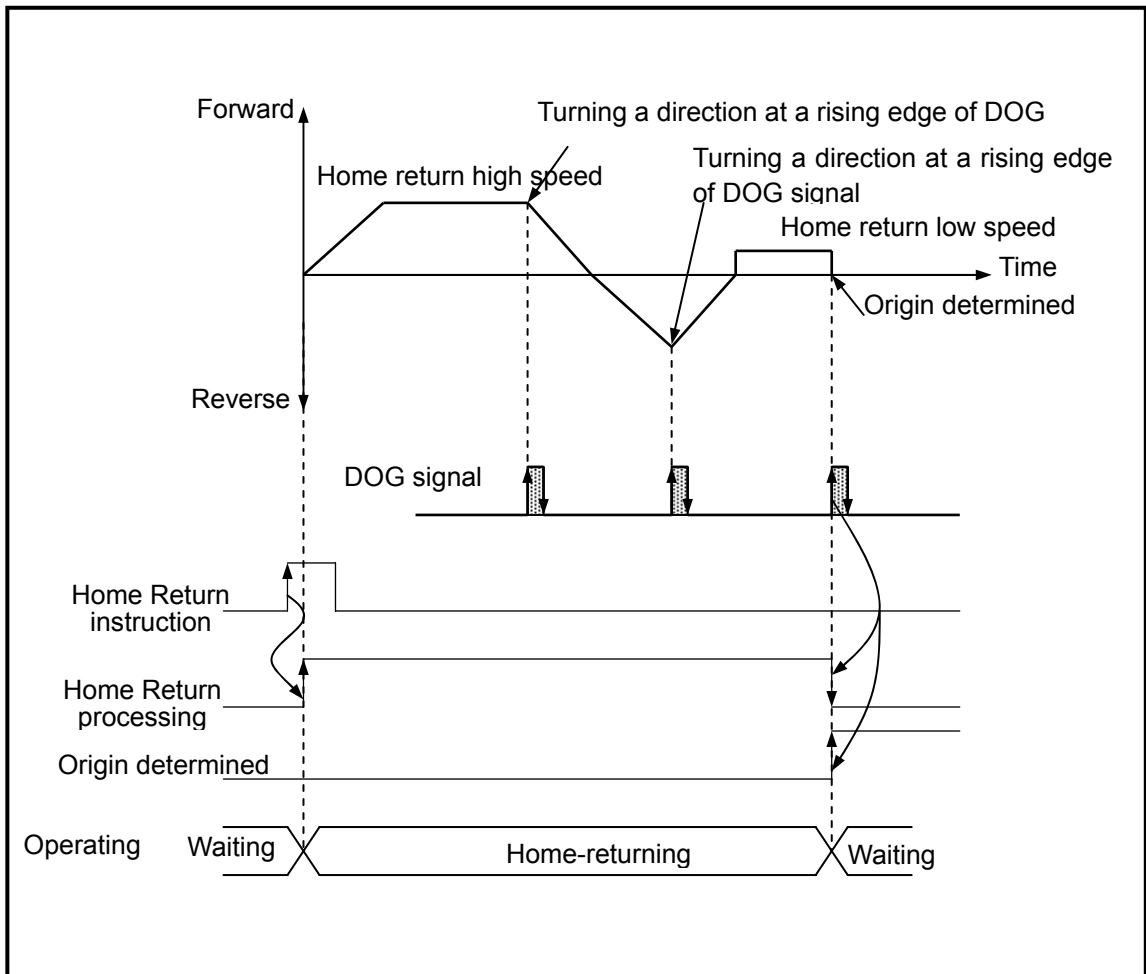 Forward
Turning a direction at a rising edge of DOG
Turning a direction at a rising edge
of DOG signal
Home return high speed
Home return low speed
Time
Origin determined
Reverse
DOG signal
Home Return
instruction
Home Return
processing
Origin determined
Operating Waiting Home-returning Waiting